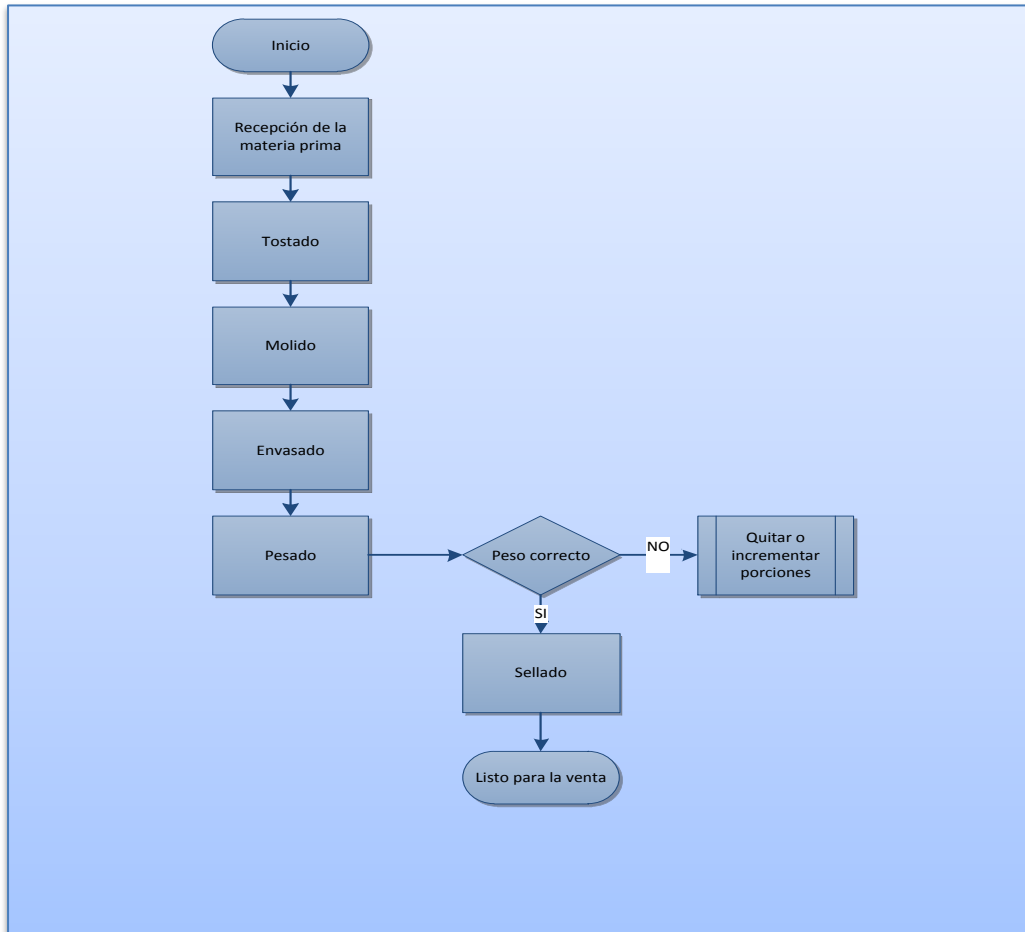 Inicio
Recepción de la
materia prima
Tostado
Molido
Envasado
Pesado
Peso correcto
NO
Quitar o
incrementar
porciones
SI
Sellado
Listo para la venta